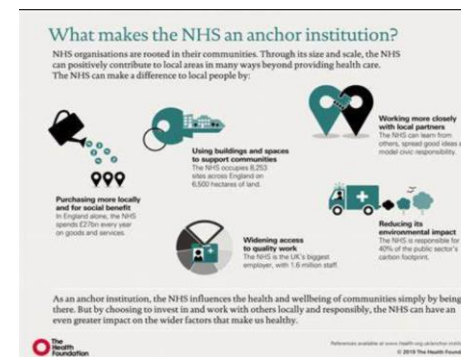 What makes the NHS an anchor institution?
NHS organisations are rooted in their communities. Through its size and scale, the NHS
can positively contribute to local areas in many ways beyond providing health care.
The NHS can make a difference to local people by:
Working more closely
with local partners
The NHS can learn from
others, spread good ideas
model civic responsibility.
Using buildings and spaces
to support communities
The NHS occupies 8,253
sites across England on
6,500 hectares of land.
Purchasing more locally
and for social benefit
In England alone, the NHS
spends £27bn every year
on goods and services.
Widening access
to quality work
The NHS is the UK's biggest
employer, with 1.6 million staff.
Reducing its
environmental impact
The NHS is responsible for
40% of the public sector's
carbon footprint.
As an anchor institution, the NHS influences the health and wellbeing of communities simply by being
there. But by choosing to invest in and work with others locally and responsibly, the NHS can have an
even greater impact on the wider factors that make us healthy.
The
Health
Foundation
References available at www.health.org.uk/anchor
© 2019 The Health